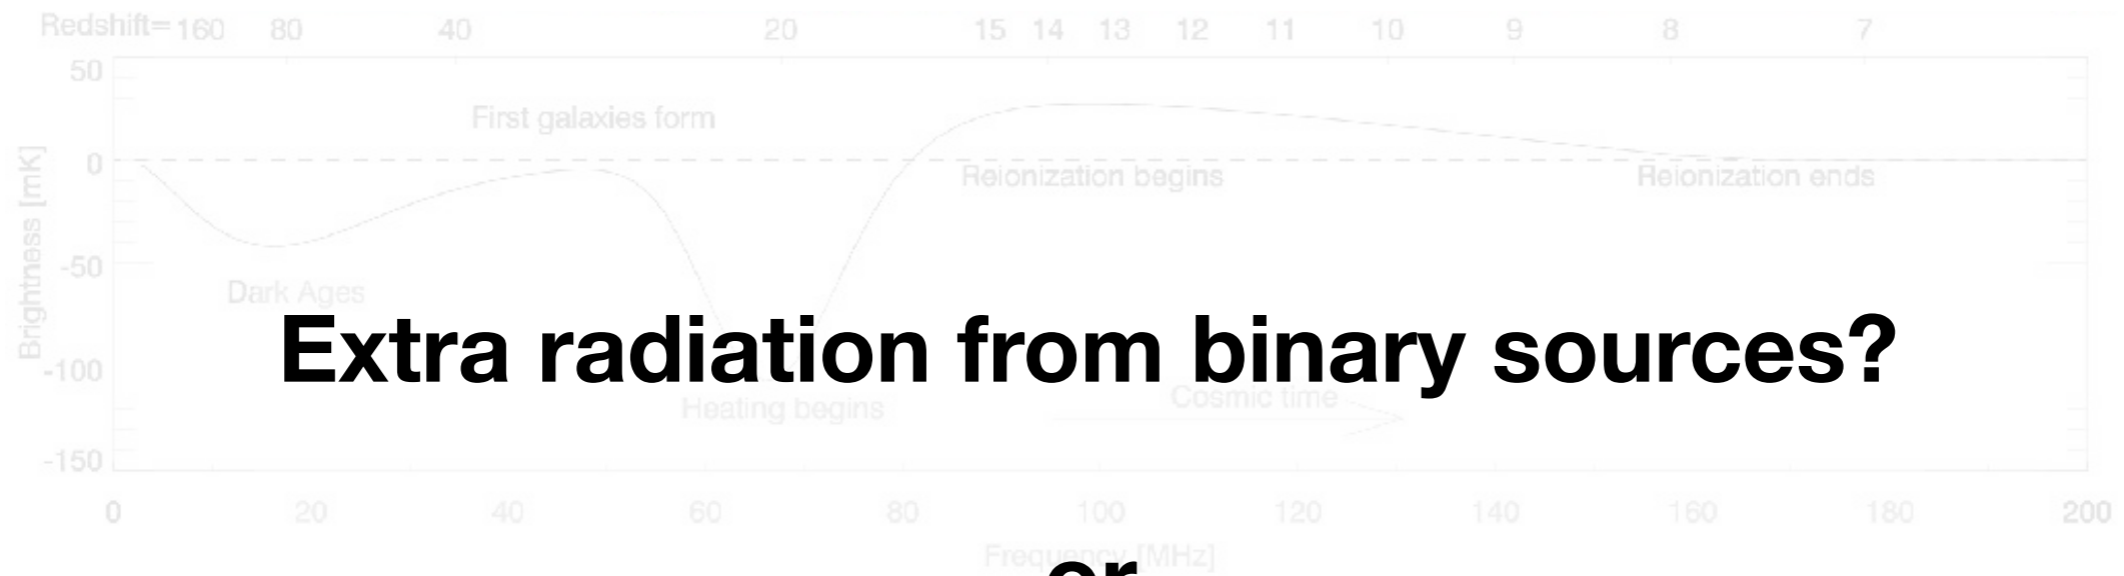 Redshift= 160 80 40 20 15 14 13 12 11 10 9 8 7
50
First galaxies form
0
Reionization begins Reionization ends
Brightness [mK]
-50
Dark Ages
Extra radiation from binary sources?
-100
Cosmic time
Heating begins
-150
0 20 40 60 80 100 120 140 160 180 200
Frequency [MHz]
or